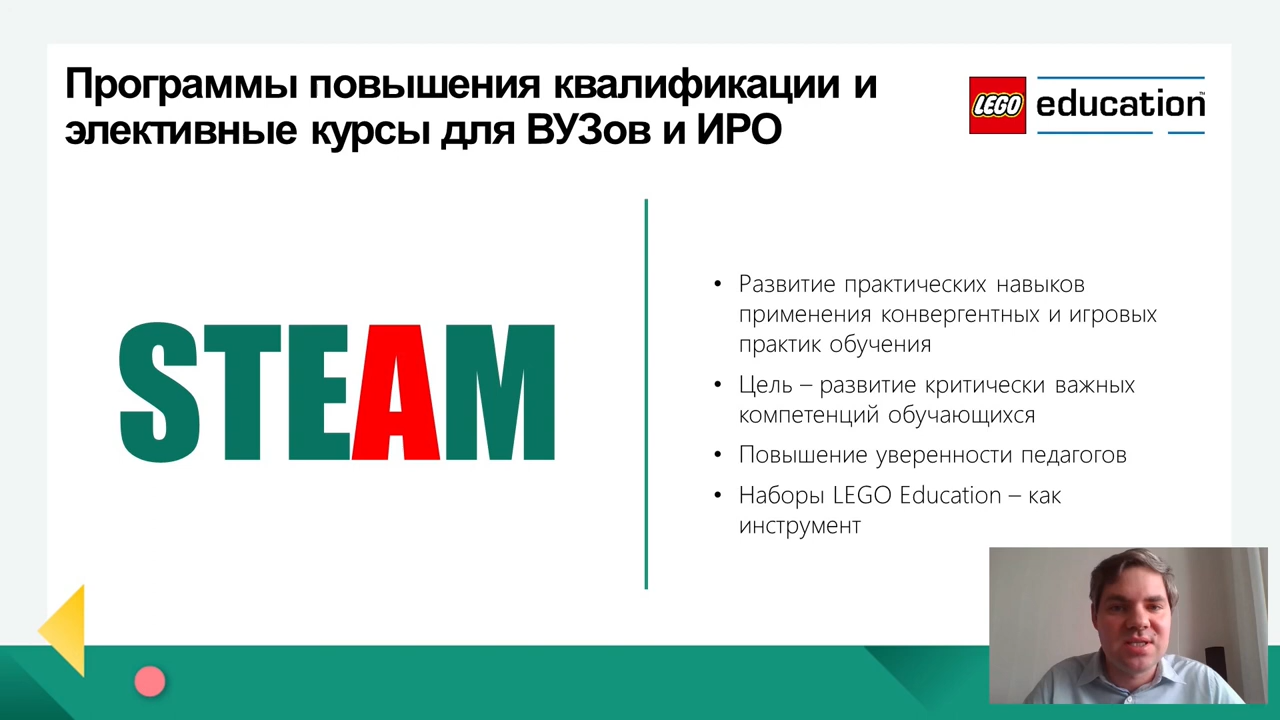 Программы повышения квалификации и
элективные курсы для ВУЗов и ИРО
LEGO education™
STEAM
• Развитие практических навыков
применения конвергентных и игровых
практик обучения
• Цель – развитие критически важных
компетенций обучающихся
• Повышение уверенности педагогов
• Наборы LEGO Education – как
инструмент